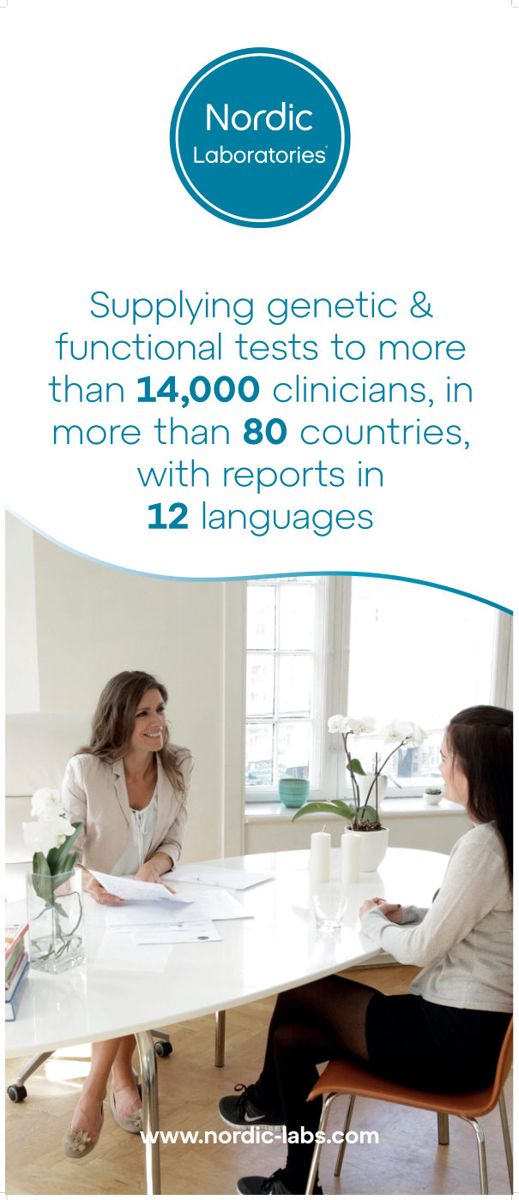 Nordic
Laboratories
Supplying genetic &
functional tests to more
than 14,000 clinicians, in
more than 80 countries,
with reports in
12 languages
www.nordic-labs.com